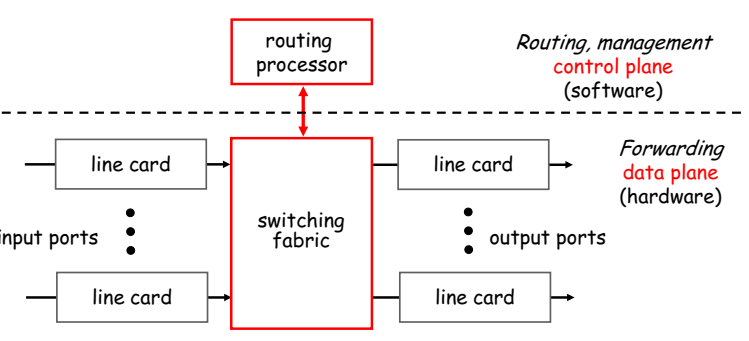 routing
processor
Routing, management
control plane
(software)
Forwarding
data plane
(hardware)
line card
line card
switching
fabric
input ports
output ports
line card
line card